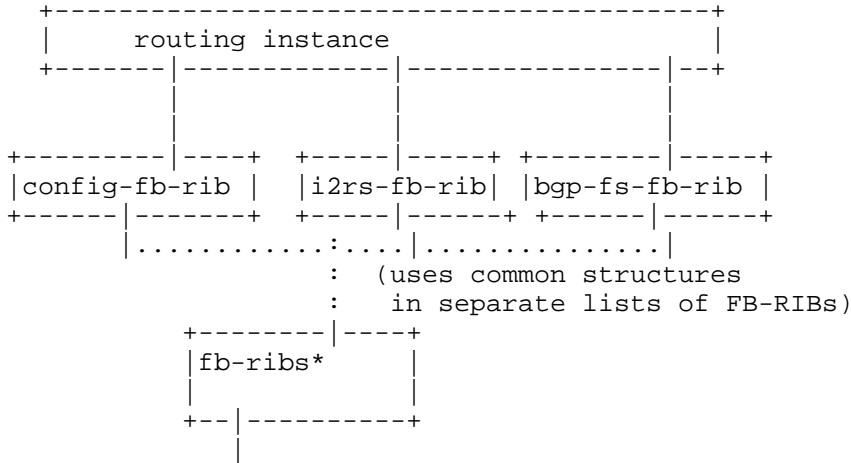 routing instance
config-fb-rib
i2rs-fb-rib
bgp-fs-fb-rib
(uses common structures
in separate lists of FB-RIBs)
fb-ribs*